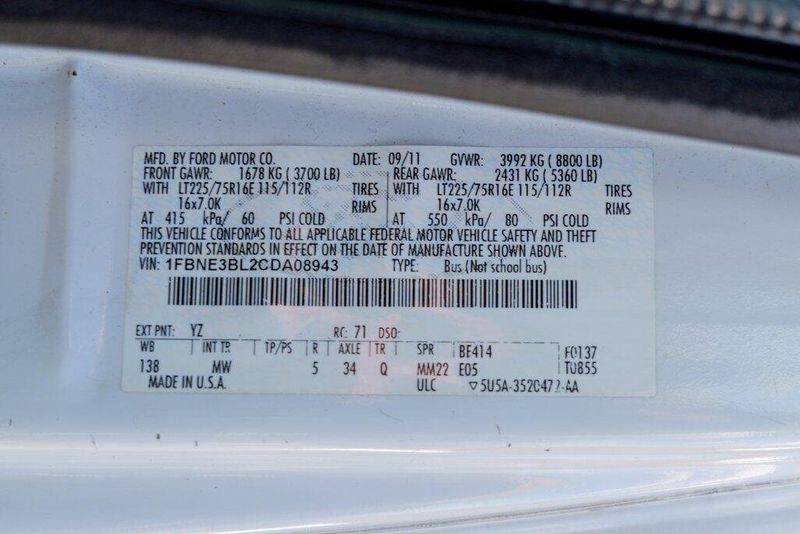 MFD. BY FORD MOTOR CO. DATE: 09/11 GVWR: 3992 KG ( 8800 LB)
FRONT GAWR: 1678 KG ( 3700 LB) REAR GAWR: 2431 KG ( 5360 LB)
WITH LT225/75R16E 115/112R TIRES WITH LT225/75R16E 115/112R TIRES
16x7.0K RIMS 16x7.0K RIMS
AT 415 kPa/ 60 PSI COLD AT 550 kPa/ 80 PSI COLD
THIS VEHICLE CONFORMS TO ALL APPLICABLE FEDERAL MOTOR VEHICLE SAFETY AND THEFT
PREVENTION STANDARDS IN EFFECT ON THE DATE OF MANUFACTURE SHOWN ABOVE.
VIN: 1FBNE3BL2CDA08943 TYPE: Bus (Not school bus)
EXT PNT: YZ RC: 71 DSO:
WB INT TR TP/PS R AXLE TR SPR BE414 F0137
138 MW 5 34 Q MM22 E05 T0855
MADE IN U.S.A. ULC ▽5U5A-3520472-AA